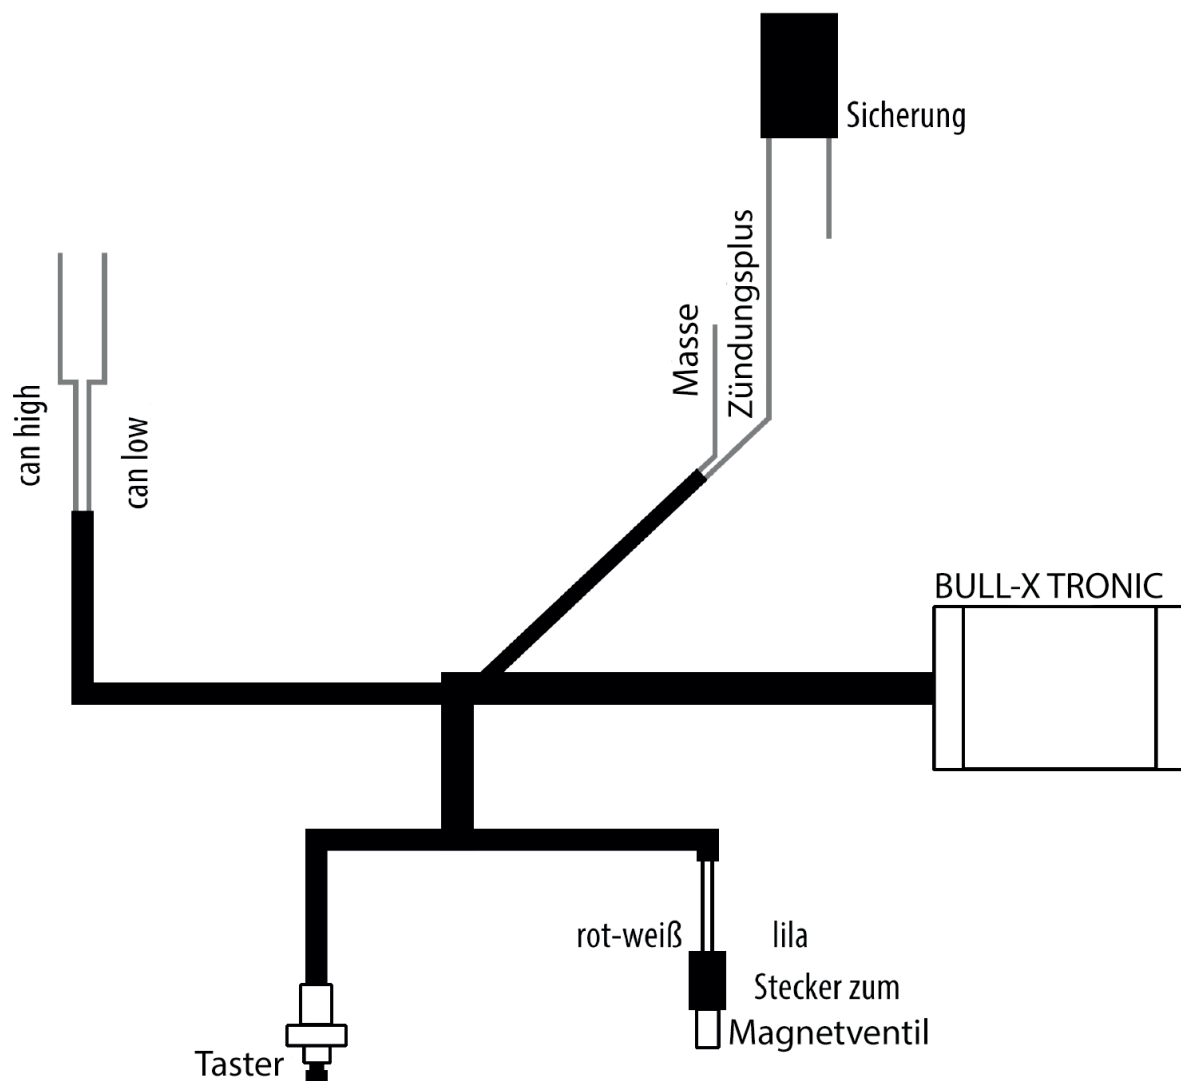 Sicherung
Zündungsplus
Masse
can high
can low
BULL-X TRONIC
rot-weiß
lila
Stecker zum
Magnetventil
Taster